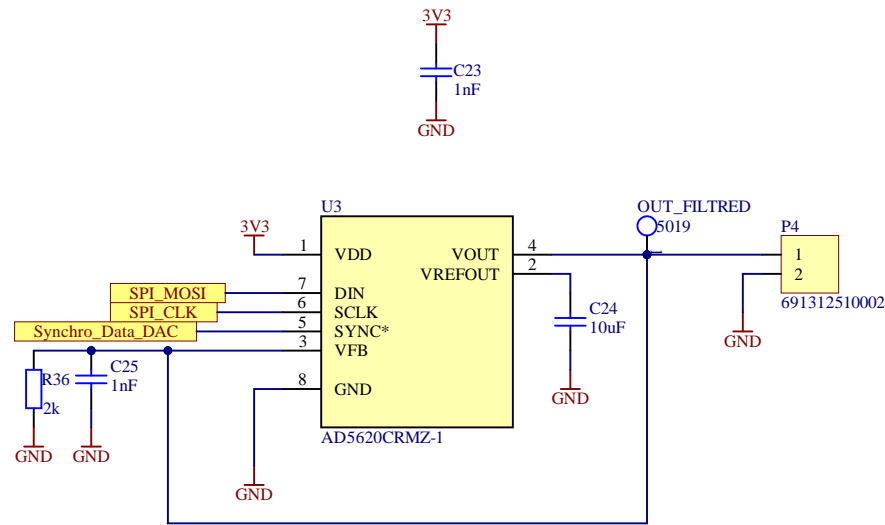 3V3
C23
1nF
GND
U3
OUT_FILTRED
5019
P4
3V3
1
VDD
VOUT
4
1
1
VREFOUT
2
2
7
DIN
SPI_MOSI
691312510002
6
SCLK
SPI_CLK
C24
10uF
5
SYNC*
Synchro_Data_DAC
GND
3
VFB
C25
1nF
R36
2k
8
GND
GND
AD5620CRMZ-1
GND
GND
GND